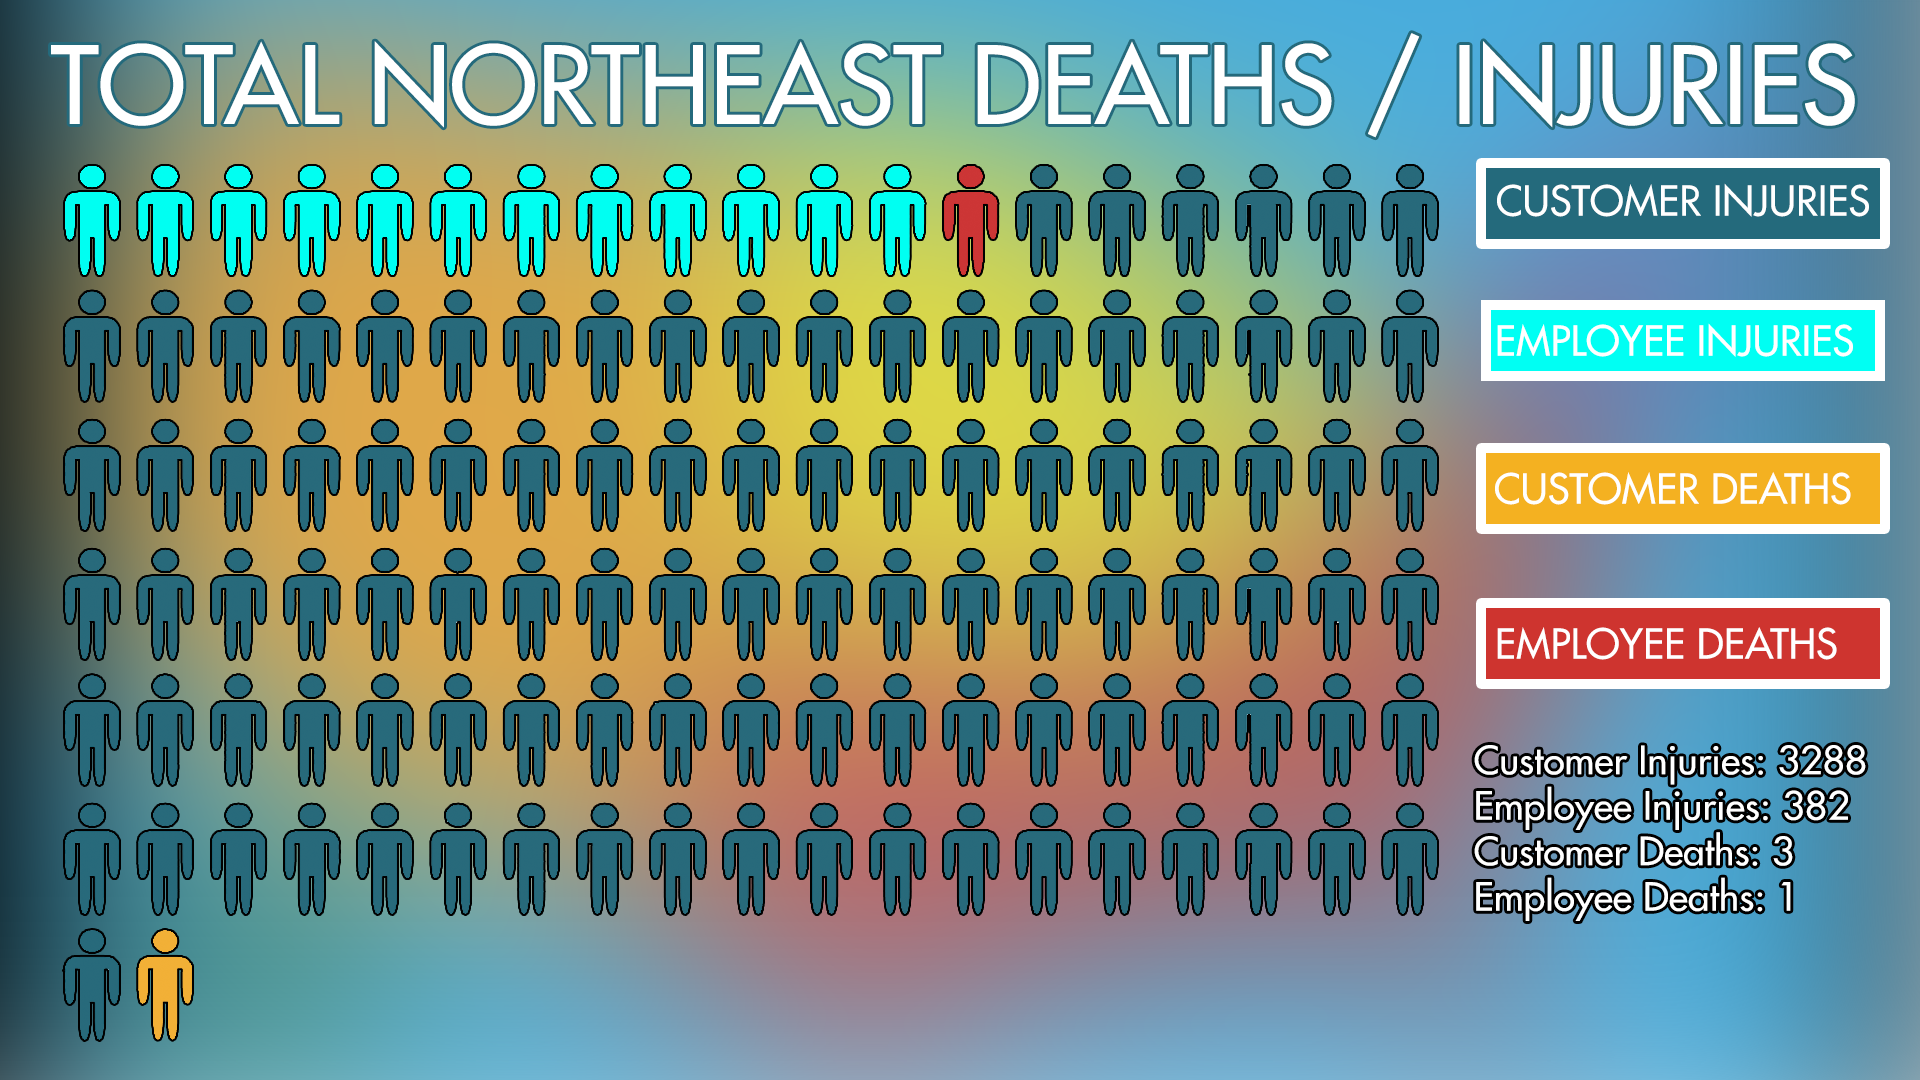 TOTAL NORTHEAST DEATHS / INJURIES
CUSTOMER INJURIES
EMPLOYEE INJURIES
CUSTOMER DEATHS
EMPLOYEE DEATHS
Customer Injuries: 3288
Employee Injuries: 382
Customer Deaths: 3
Employee Deaths: 1